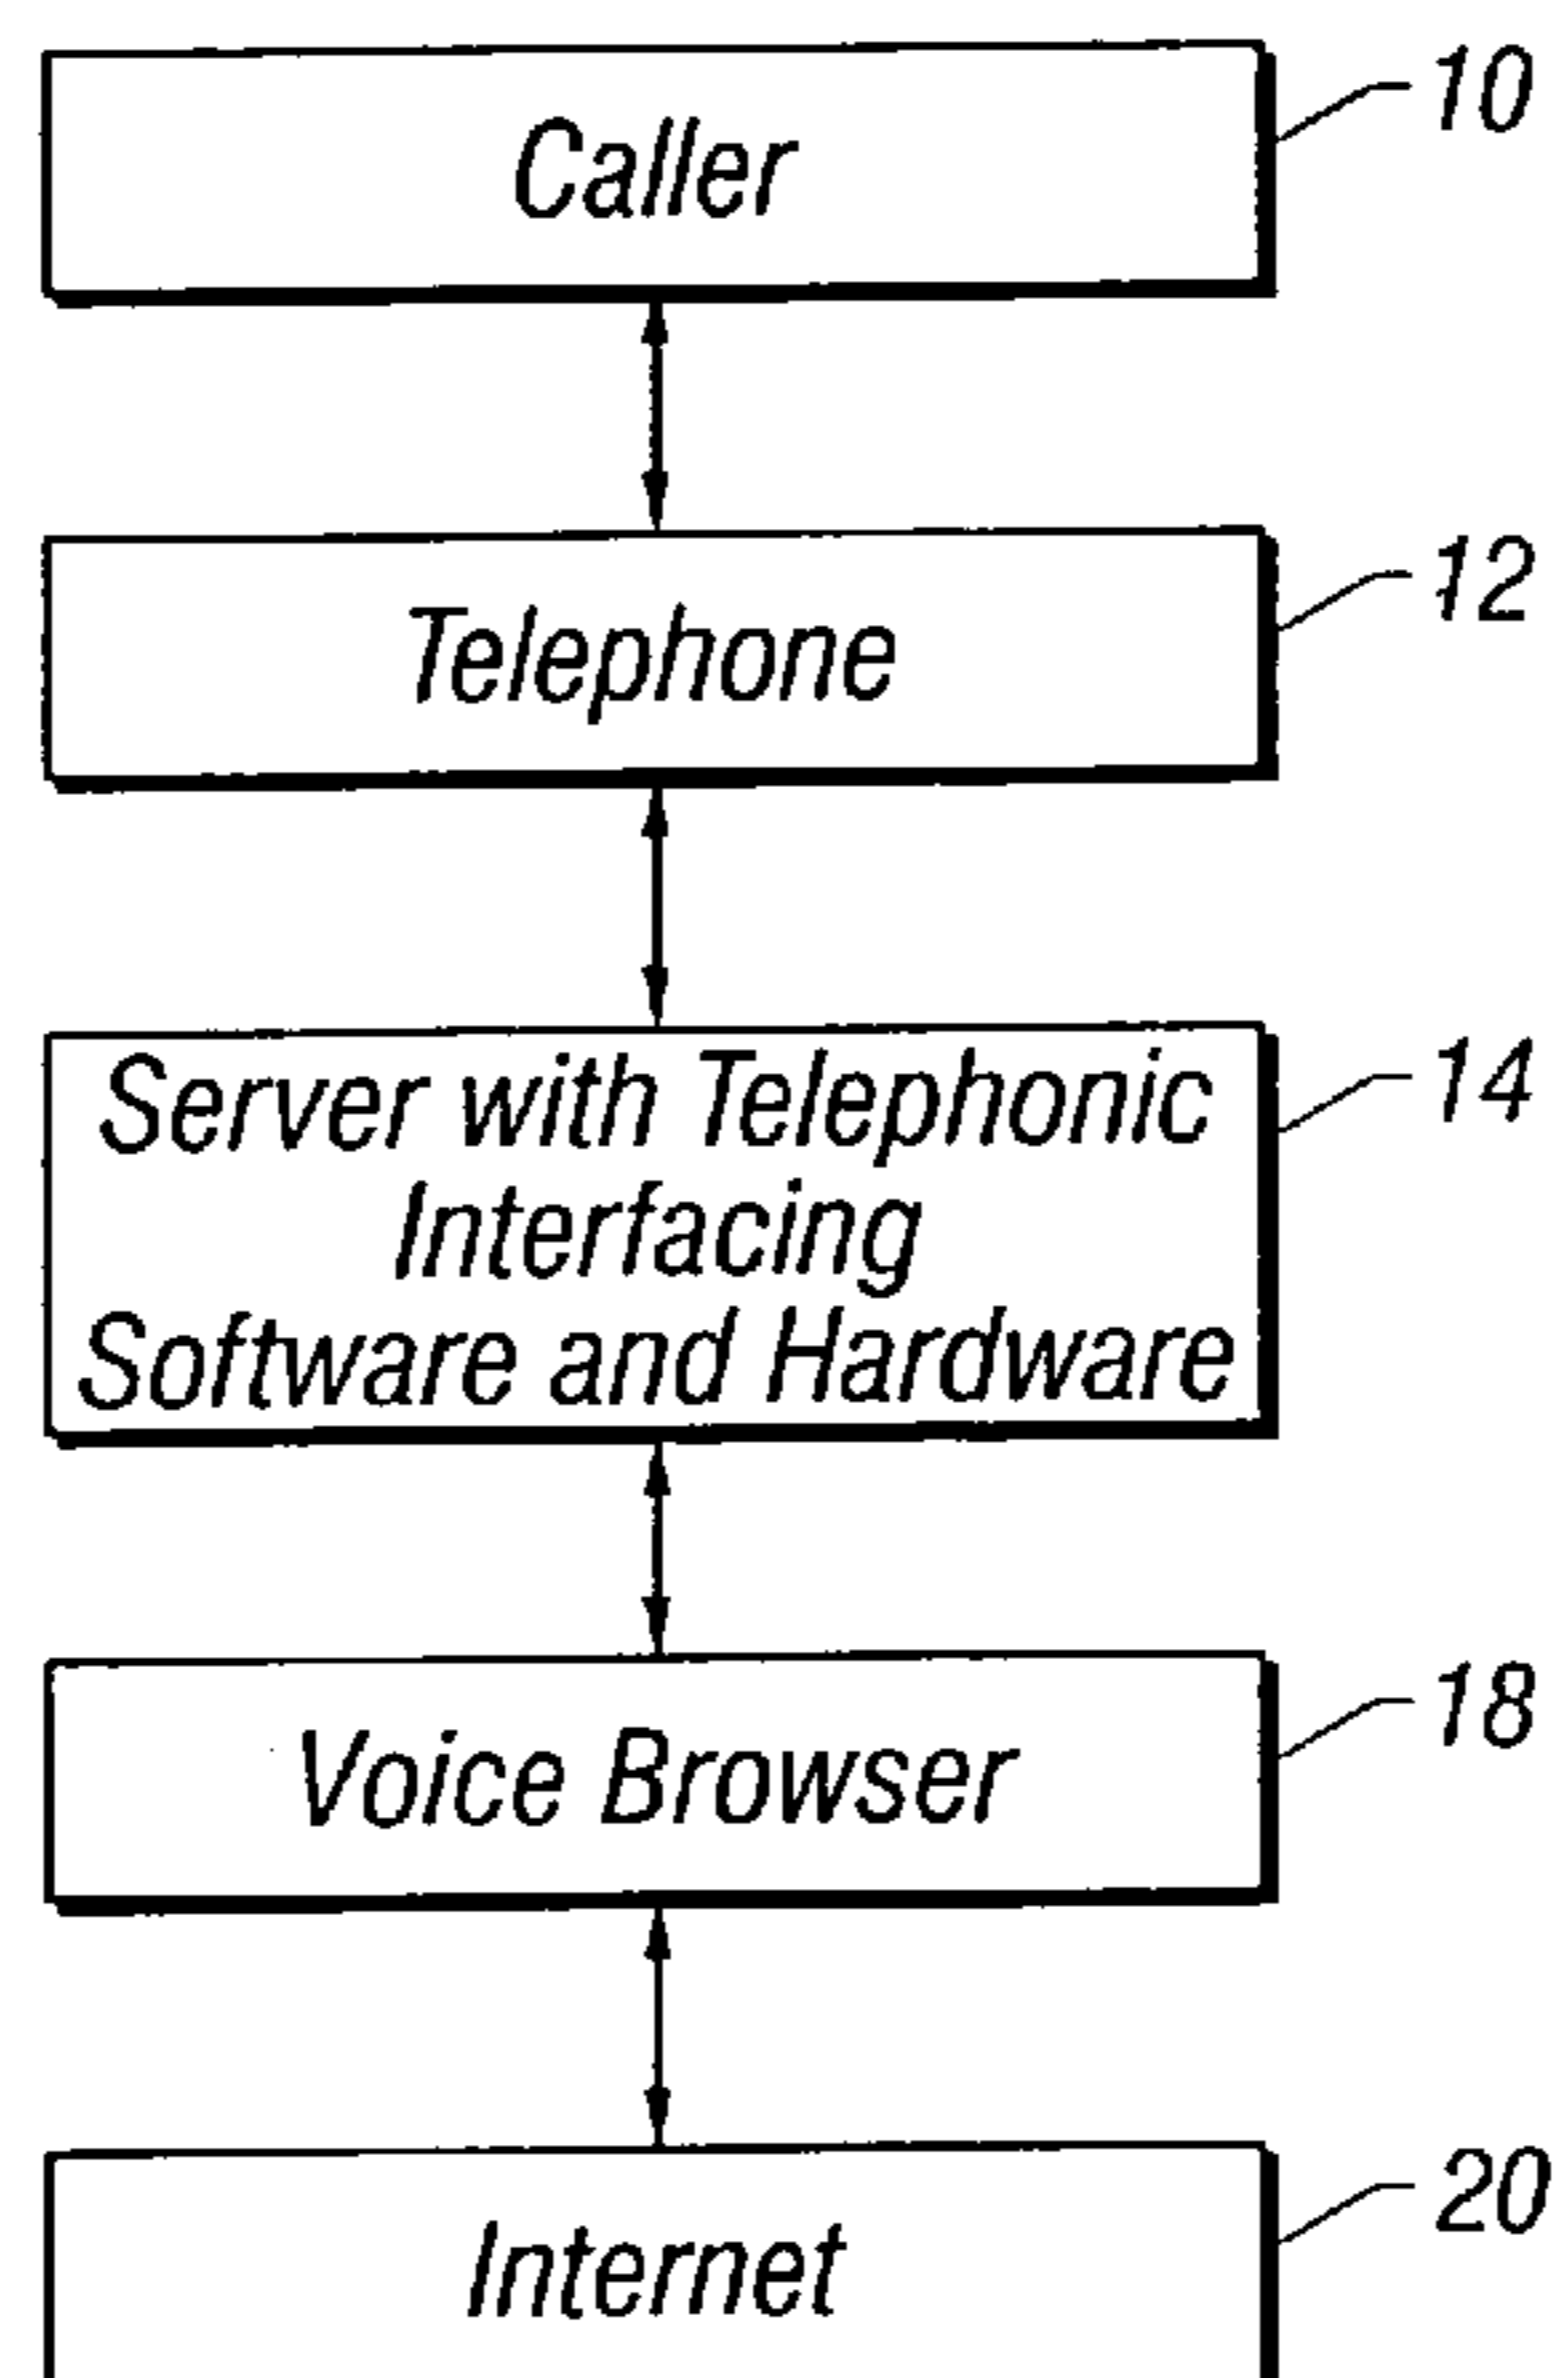 Caller
10
Telephone
12
Server with Telephonic
Interfacing
Software and Hardware
14
Voice Browser
18
Internet
20